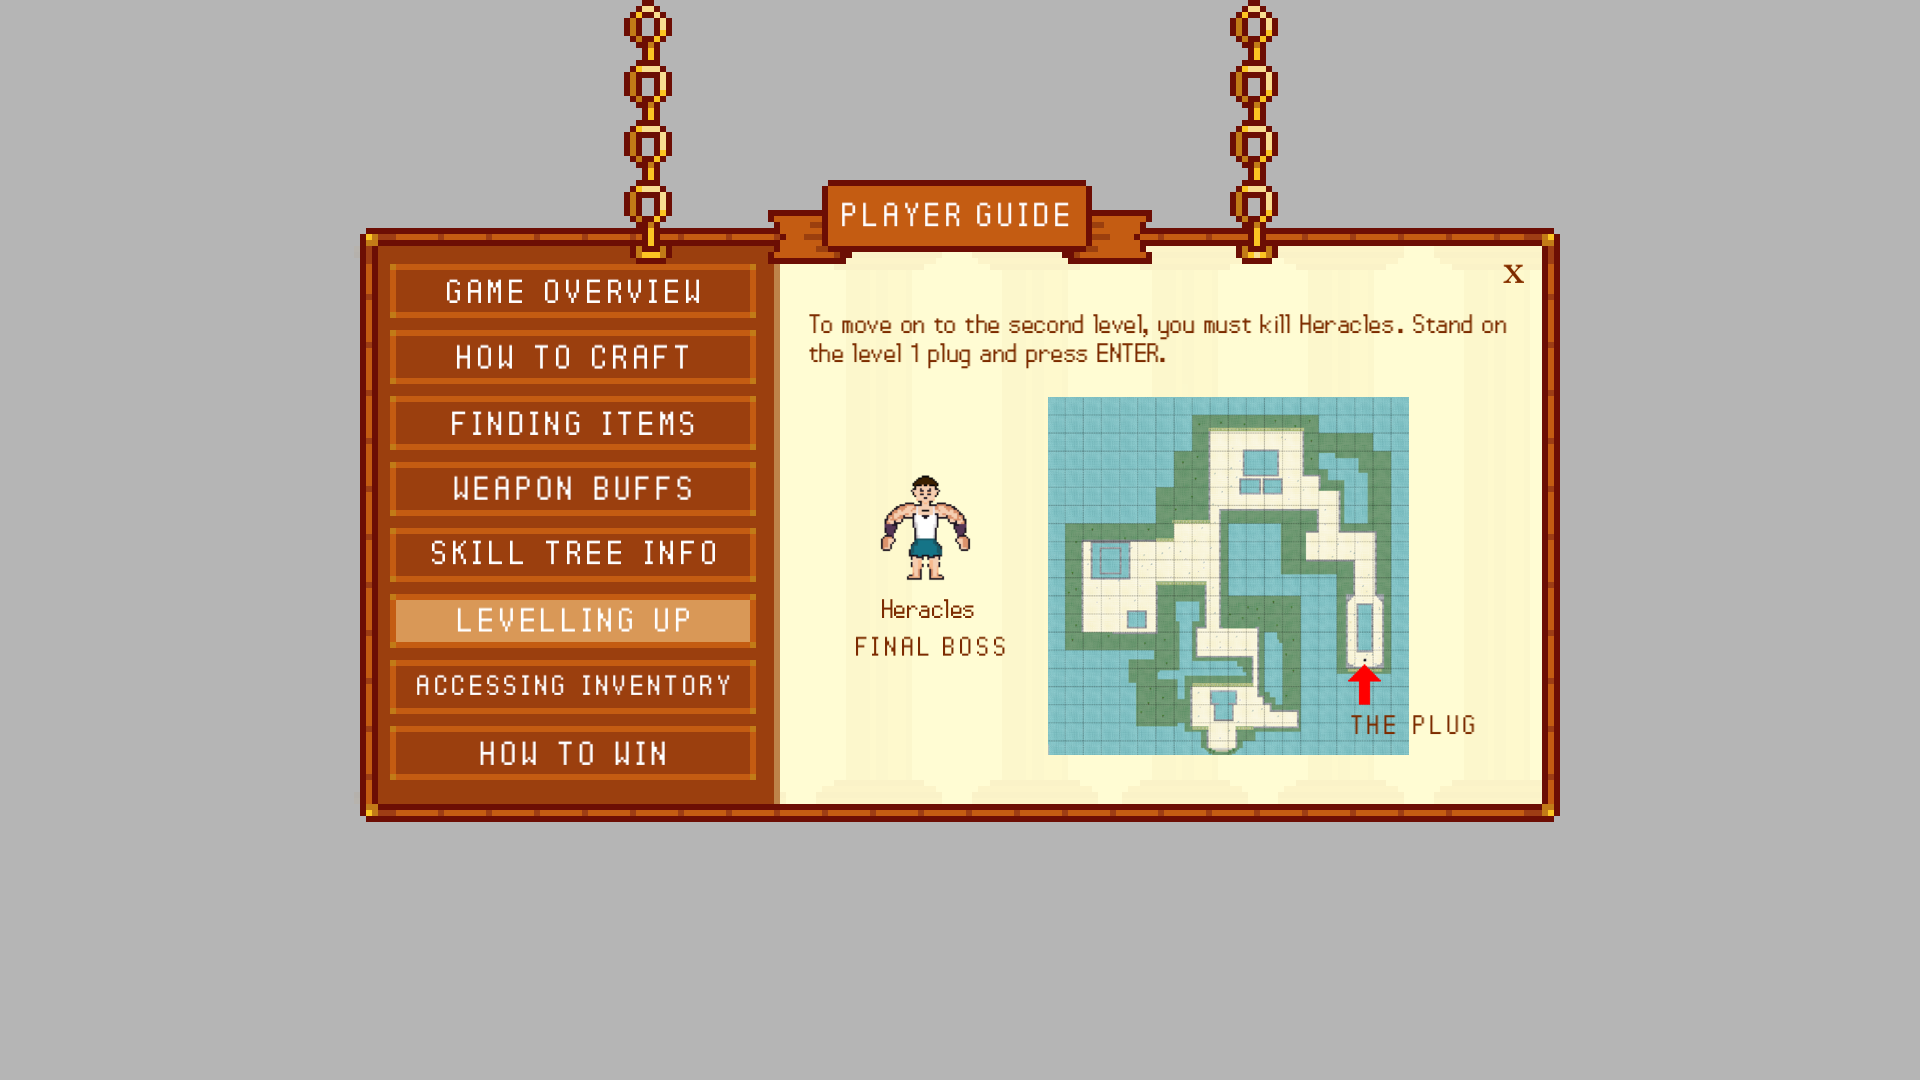 PLAYER GUIDE
GAME OVERVIEW
HOW TO CRAFT
FINDING ITEMS
WEAPON BUFFS
SKILL TREE INFO
LEVELLING UP
ACCESSING INVENTORY
HOW TO WIN
X
To move on to the second level, you must kill Heracles. Stand on
the level 1 plug and press ENTER.
Heracles
FINAL BOSS
THE PLUG